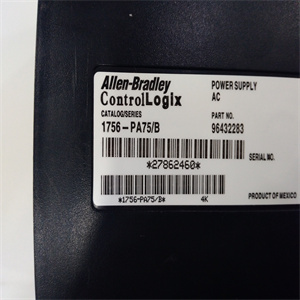 Allen-Bradley
ControlLogix
POWER SUPPLY
AC
CATALOG/SERIES
1756-PA75/B
PART NO.
96432283
SERIAL NO.
*27862460*
PRODUCT OF MEXICO
*1756-PA75/B*
4K